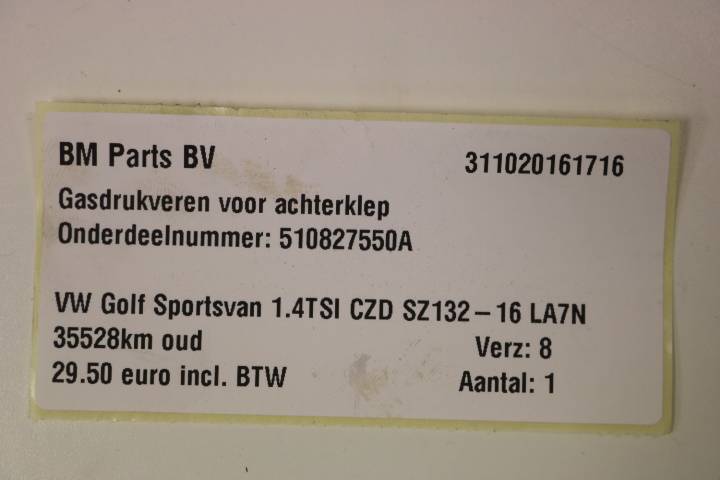 BM Parts BV 311020161716
Gasdrukveren voor achterklep
Onderdeelnummer: 510827550A
VW Golf Sportsvan 1.4TSI CZD SZ132-16 LA7N
35528km oud Verz: 8
29.50 euro incl. BTW Aantal: 1